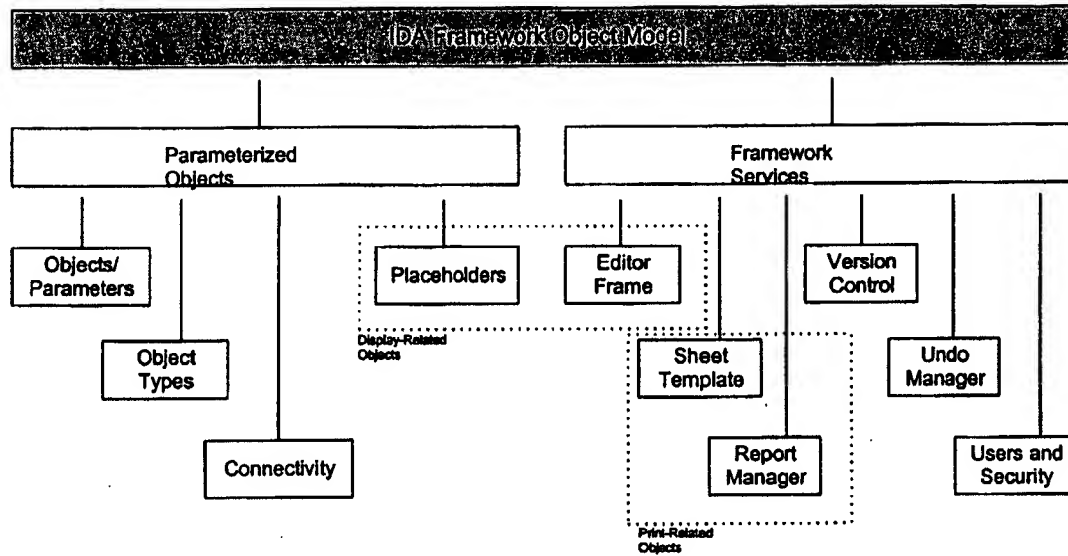 IDA Framework Object Model
Parameterized
Objects
Framework
Services
Objects/
Parameters
Placeholders
Editor
Frame
Version
Control
Display-Related
Objects
Object
Types
Sheet
Template
Undo
Manager
Connectivity
Report
Manager
Users and
Security
Print-Related
Objects